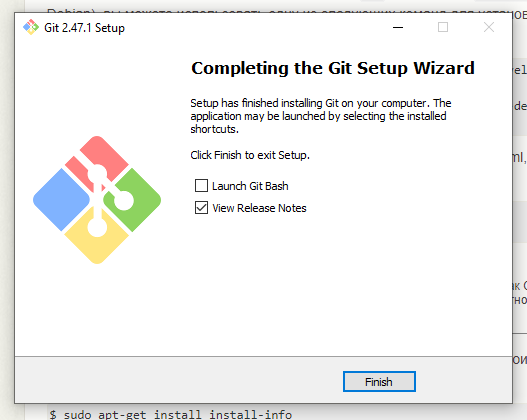 Git 2.47.1 Setup
Completing the Git Setup Wizard
Setup has finished installing Git on your computer. The
application may be launched by selecting the installed
shortcuts.
Click Finish to exit Setup.
Launch Git Bash
View Release Notes
Finish
$ sudo apt-get install install-info